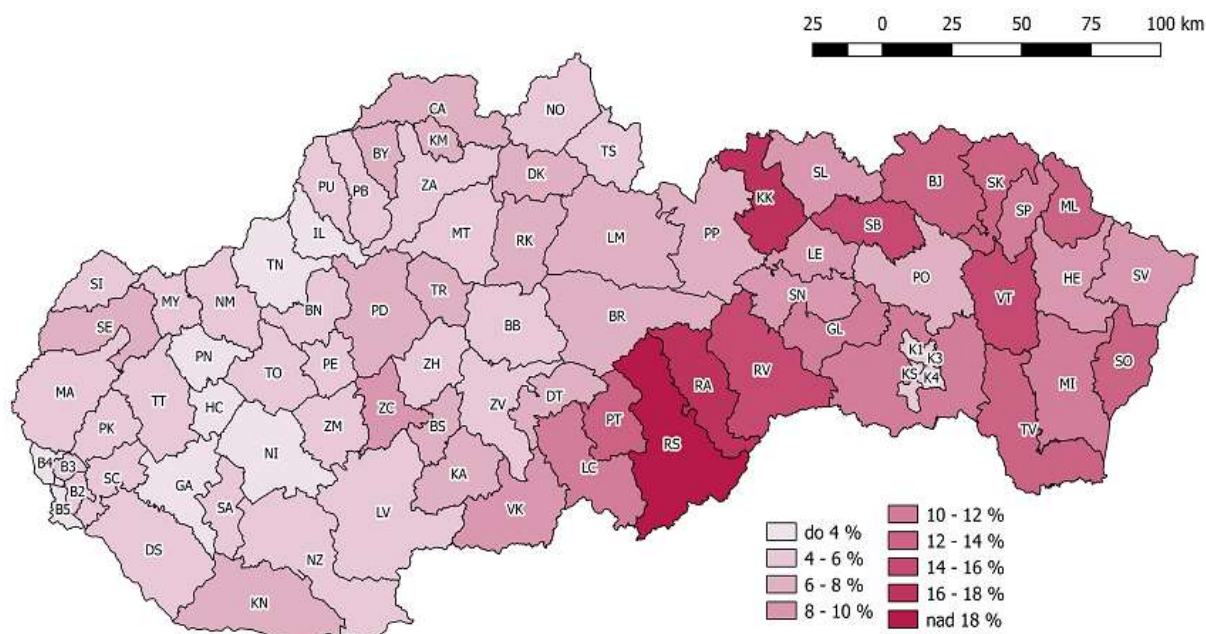 25 0 25 50 75 100 km
CA
NO
KM
BY
TS
PU
PB
ZA
DK
SL
BJ
SK
KK
SP
ML
IL
MT
RK
LM
PP
SB
TN
LE
PO
HE
SV
SI
MY
NM
BN
PD
TR
SN
VT
SE
BB
BR
GL
PN
PE
ZH
K1
K3
K5
K4
MA
TT
TO
RA
RV
MI
SO
HC
ZM
ZC
BS
ZV
DT
PT
PK
NI
RS
TV
B4
B3
SC
GA
KA
LC
B2
B5
SA
LV
VK
DS
NZ
KN
do 4 %
4 - 6 %
6 - 8 %
8 - 10 %
10 - 12 %
12 - 14 %
14 - 16 %
16 - 18 %
nad 18 %